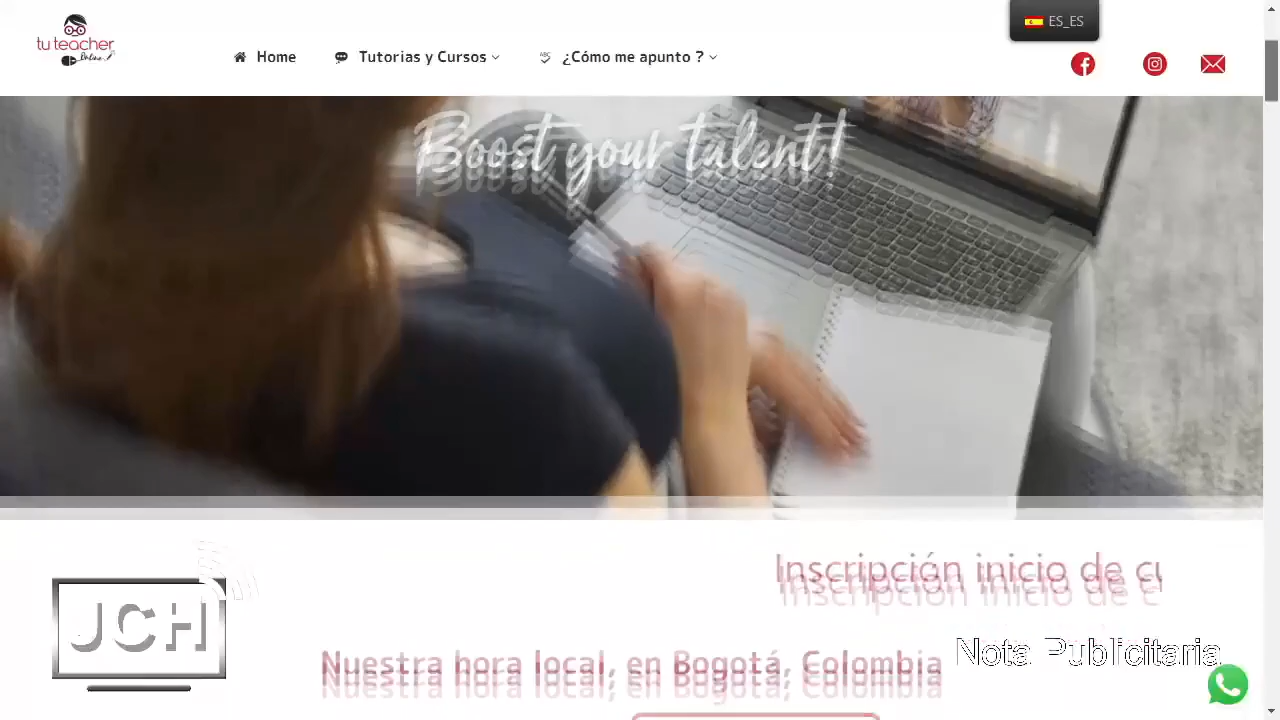 ES_ES
tu teacher
Online
Home
Tutorias y Cursos
¿Cómo me apunto ?
Boost your talent!
Inscripción inicio de
JCH
Nota Publicitaria
Nuestra hora local, en Bogotá, Colombia